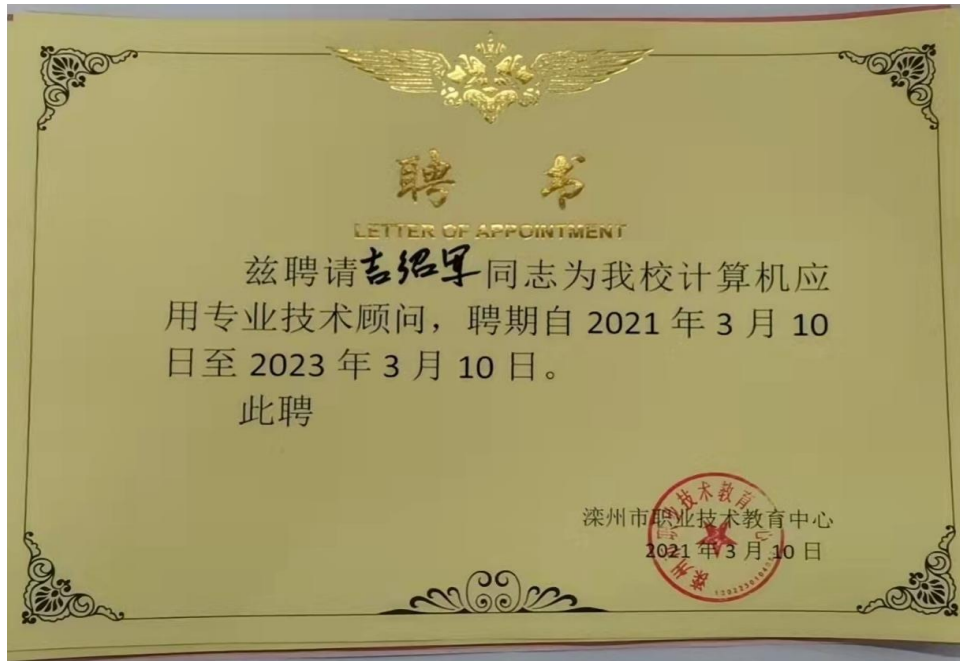 聘 书
LETTER OF APPOINTMENT
兹聘请吉绍军同志为我校计算机应
用专业技术顾问，聘期自 2021 年 3 月 10
日至 2023 年 3 月 10 日。
此聘
滦州市职业技术教育中心
2021 年 3 月 10 日